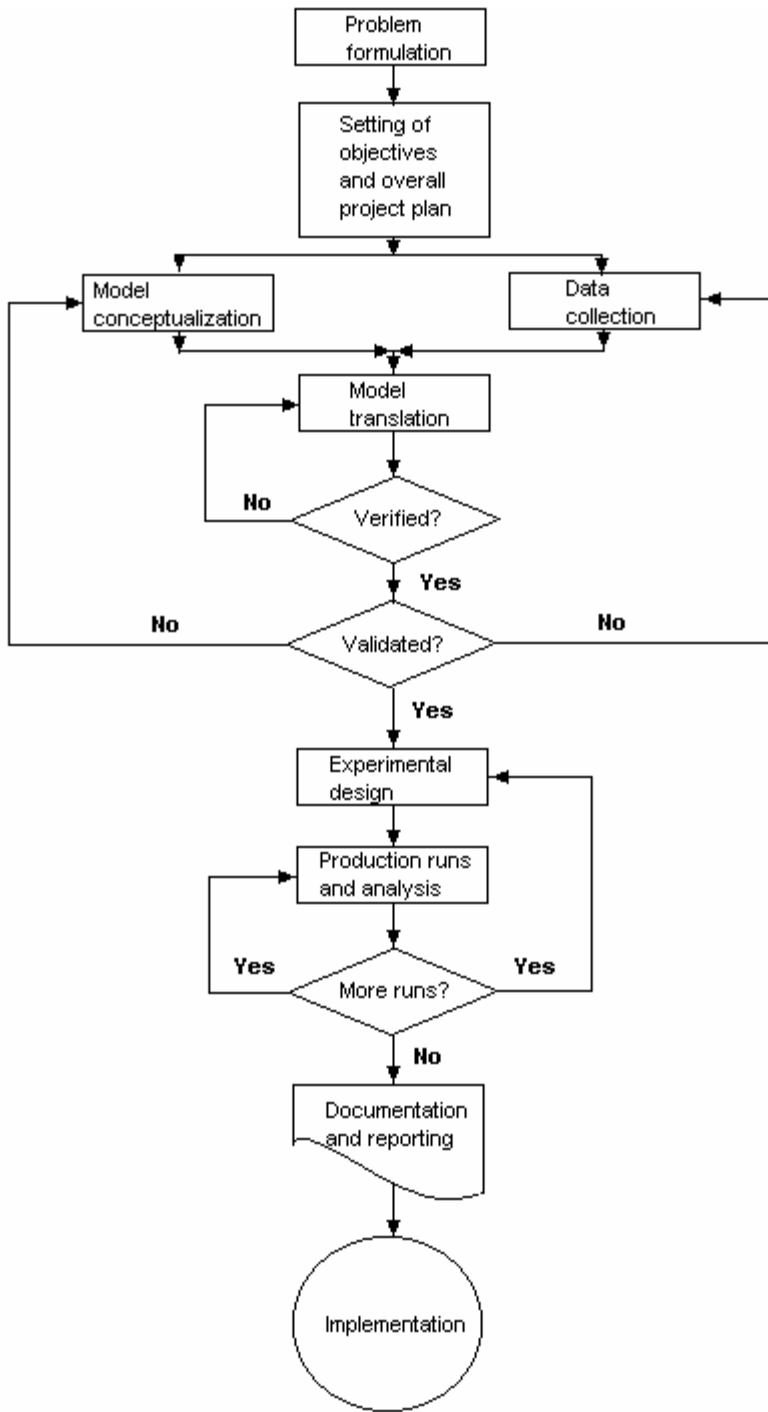 Problem
formulation
Setting of
objectives
and overall
project plan
Model
conceptualization
Data
collection
Model
translation
No
Verified?
Yes
No
Validated?
No
Yes
Experimental
design
Production runs
and analysis
Yes
More runs?
Yes
No
Documentation
and reporting
Implementation